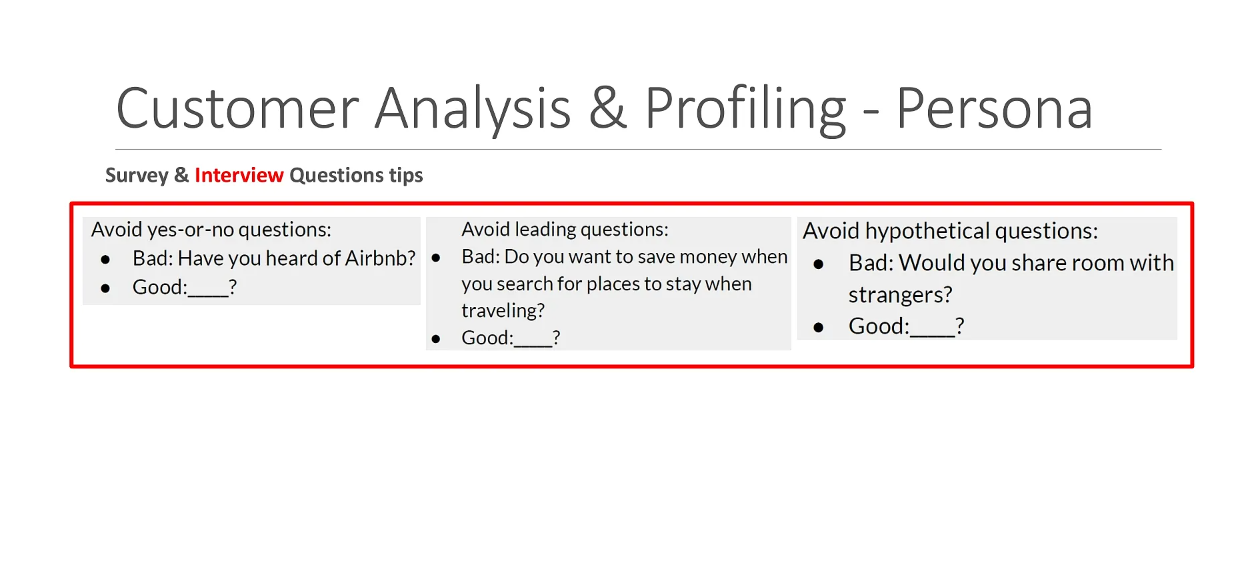 Customer Analysis & Profiling - Persona
Survey & Interview Questions tips
Avoid yes-or-no questions:
● Bad: Have you heard of Airbnb?
● Good:____?
Avoid leading questions:
● Bad: Do you want to save money when
you search for places to stay when
traveling?
● Good:____?
Avoid hypothetical questions:
● Bad: Would you share room with
strangers?
● Good:____?